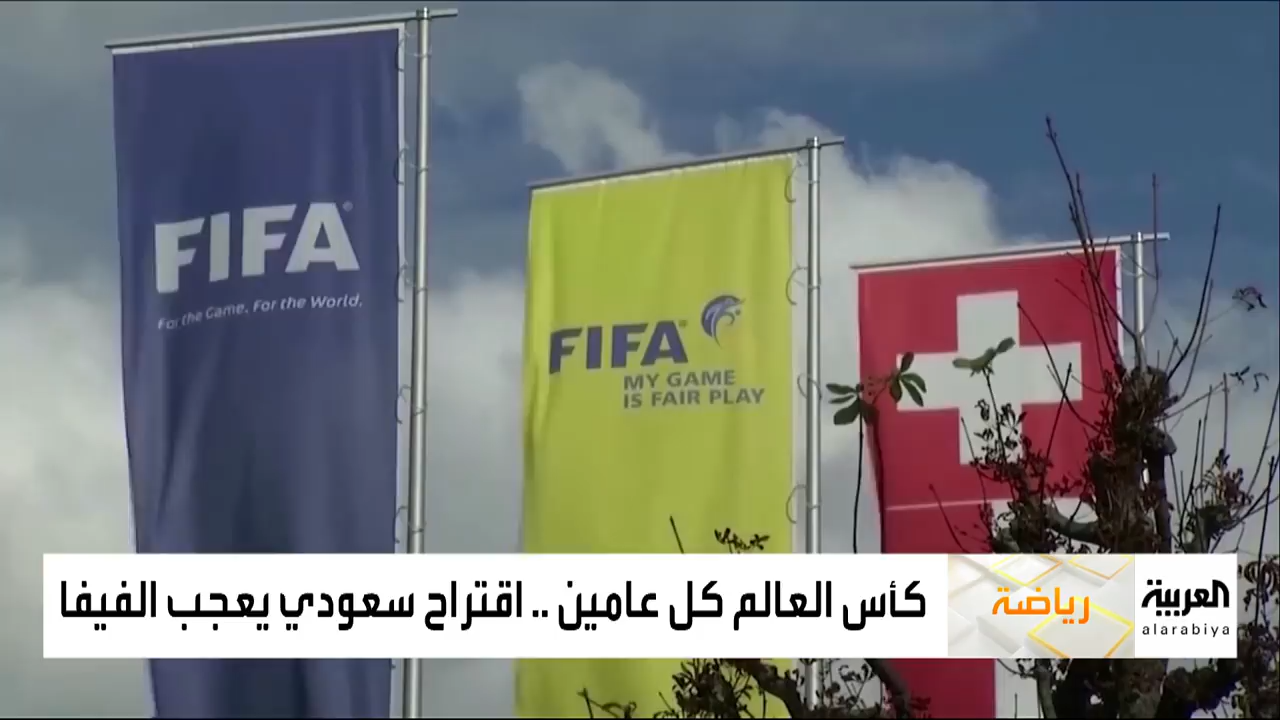 FIFA®
For the Game. For the World.
FIFA®
MY GAME
IS FAIR PLAY
كأس العالم كل عامين .. اقتراح سعودي يعجب الفيفا
رياضة
العربية
alarabiya